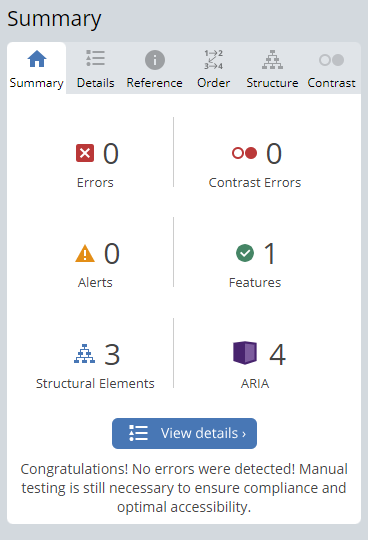 Summary
Summary Details Reference Order Structure Contrast
0 0
Errors Contrast Errors
0 1
Alerts Features
3 4
Structural Elements ARIA
View details ›
Congratulations! No errors were detected! Manual
testing is still necessary to ensure compliance and
optimal accessibility.